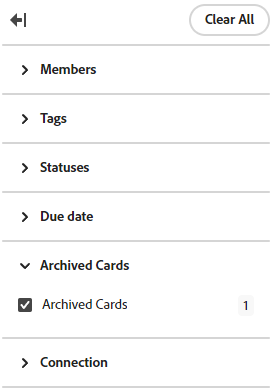 Clear All
Members
Tags
Statuses
Due date
Archived Cards
Archived Cards 1
Connection